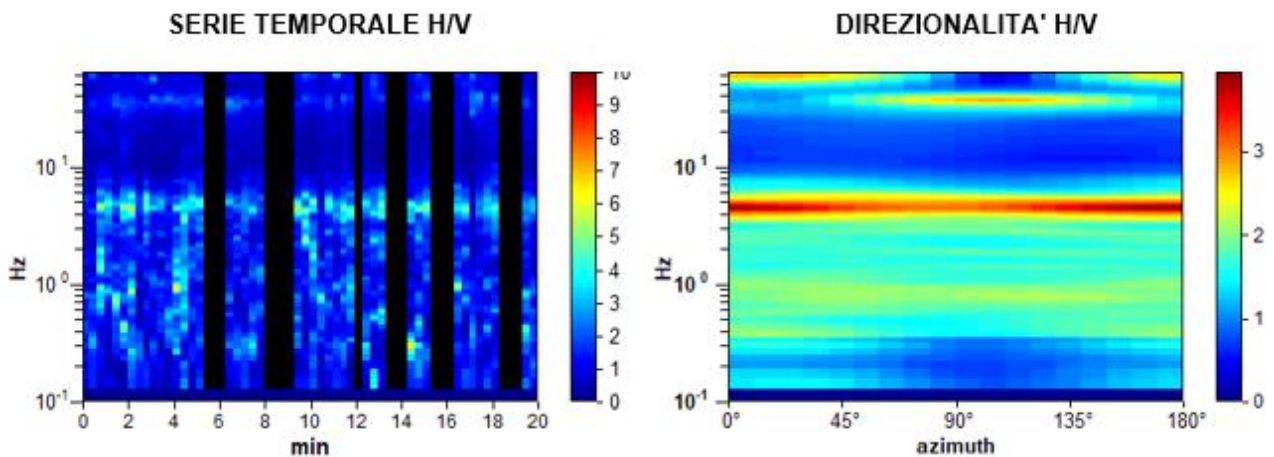 SERIE TEMPORALE H/V
DIREZIONALITA' H/V
Hz
10¹
10⁰
10⁻¹
0 2 4 6 8 10 12 14 16 18 20
min
10
9
8
7
6
5
4
3
2
1
0
Hz
10¹
10⁰
10⁻¹
0° 45° 90° 135° 180°
azimuth
3
2
1
0